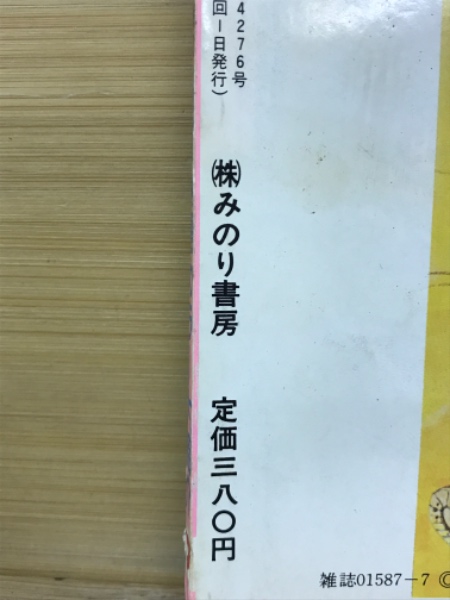 4276号
回1日発行)
㈱みのり書房 定価三八〇円
雑誌01587-7 ©